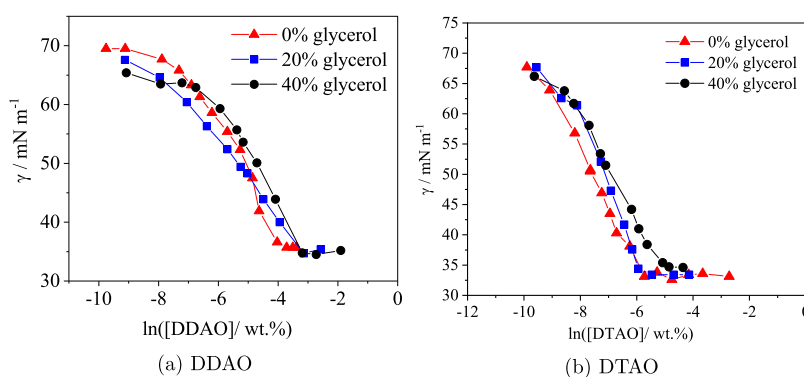 70
60
50
40
30
γ / mN m⁻¹
0% glycerol
20% glycerol
40% glycerol
-10 -8 -6 -4 -2 0
ln([DDAO]/ wt.%)
(a) DDAO
75
70
65
60
55
50
45
40
35
30
25
γ / mN m⁻¹
0% glycerol
20% glycerol
40% glycerol
-12 -10 -8 -6 -4 -2 0
ln([DTAO]/ wt.%)
(b) DTAO